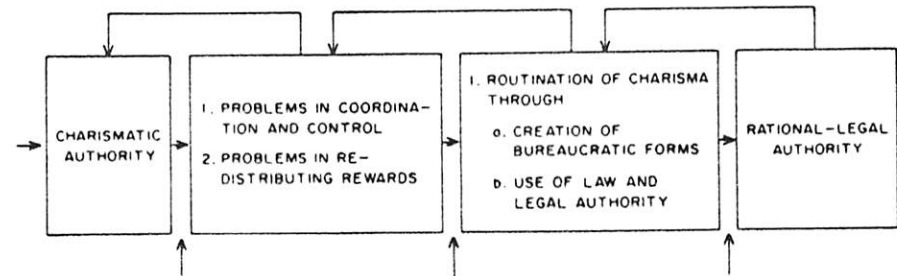 CHARISMATIC
AUTHORITY
1. PROBLEMS IN COORDINA-
TION AND CONTROL
2. PROBLEMS IN RE-
DISTRIBUTING REWARDS
1. ROUTINATION OF CHARISMA
THROUGH
a. CREATION OF
BUREAUCRATIC FORMS
b. USE OF LAW AND
LEGAL AUTHORITY
RATIONAL-LEGAL
AUTHORITY